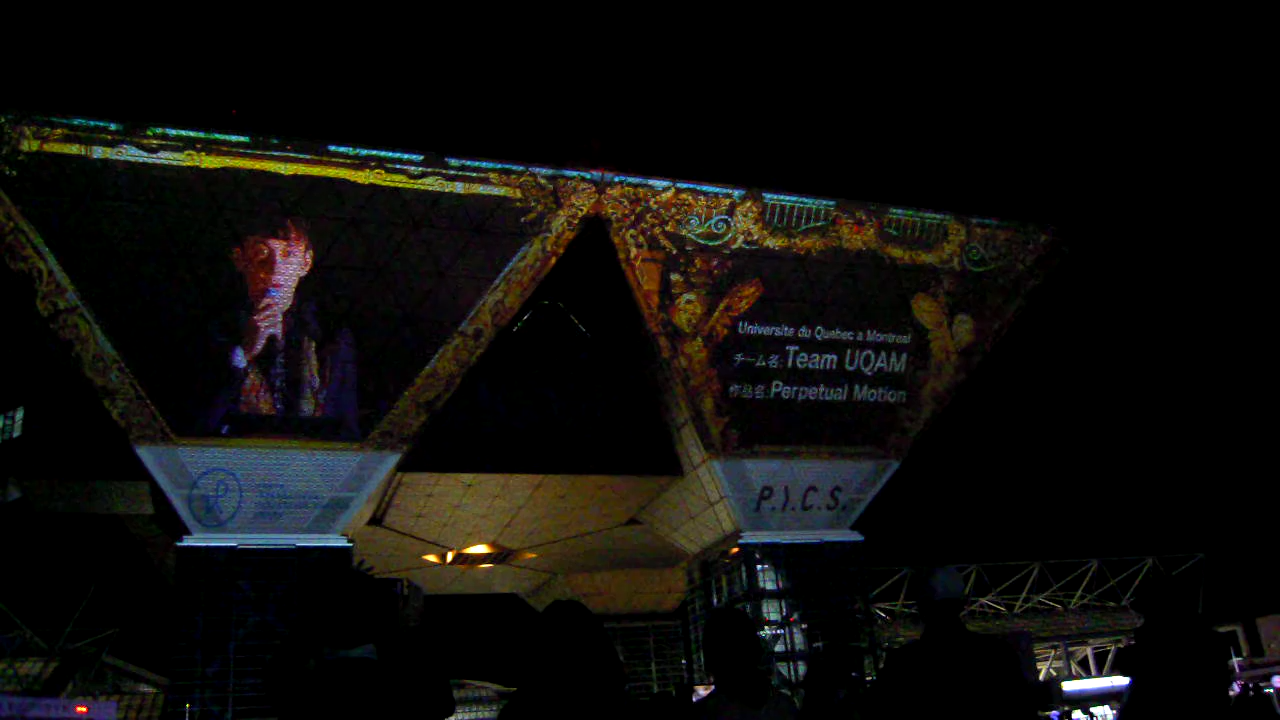 Universite du Quebec a Montreal
チーム名:Team UQAM
作品名:Perpetual Motion
P.I.C.S.